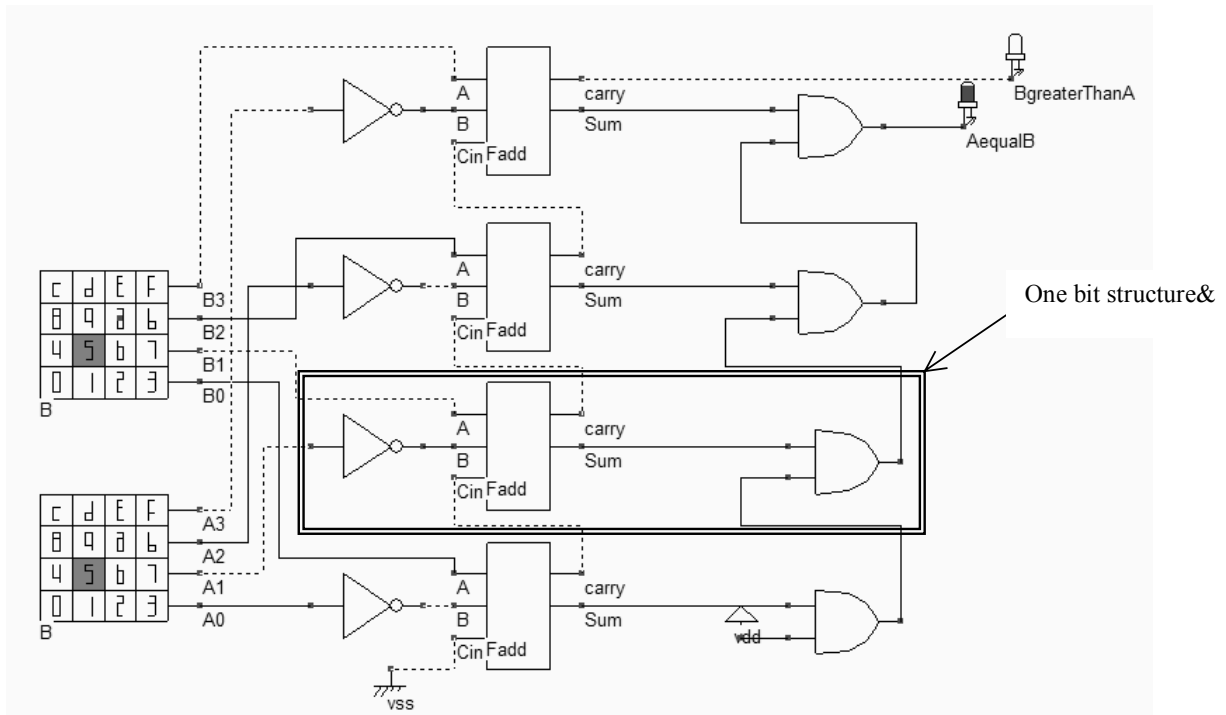 BgreaterThanA
AequalB
A
B
Cin
Fadd
carry
Sum
A
B
Cin
Fadd
carry
Sum
One bit structure&
c d E F
8 9 a b
4 5 6 7
0 1 2 3
B
B3
B2
B1
B0
A
B
Cin
Fadd
carry
Sum
c d E F
8 9 a b
4 5 6 7
0 1 2 3
B
A3
A2
A1
A0
A
B
Cin
Fadd
carry
Sum
vdd
vss